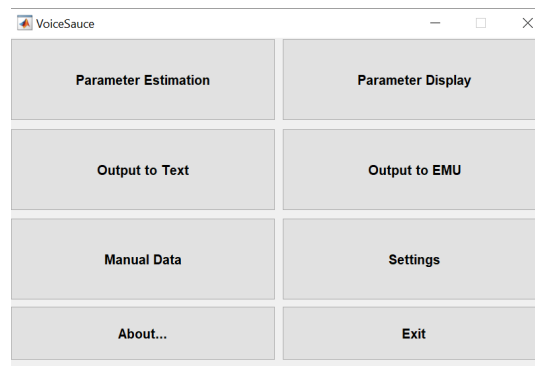 VoiceSauce
Parameter Estimation
Parameter Display
Output to Text
Output to EMU
Manual Data
Settings
About...
Exit